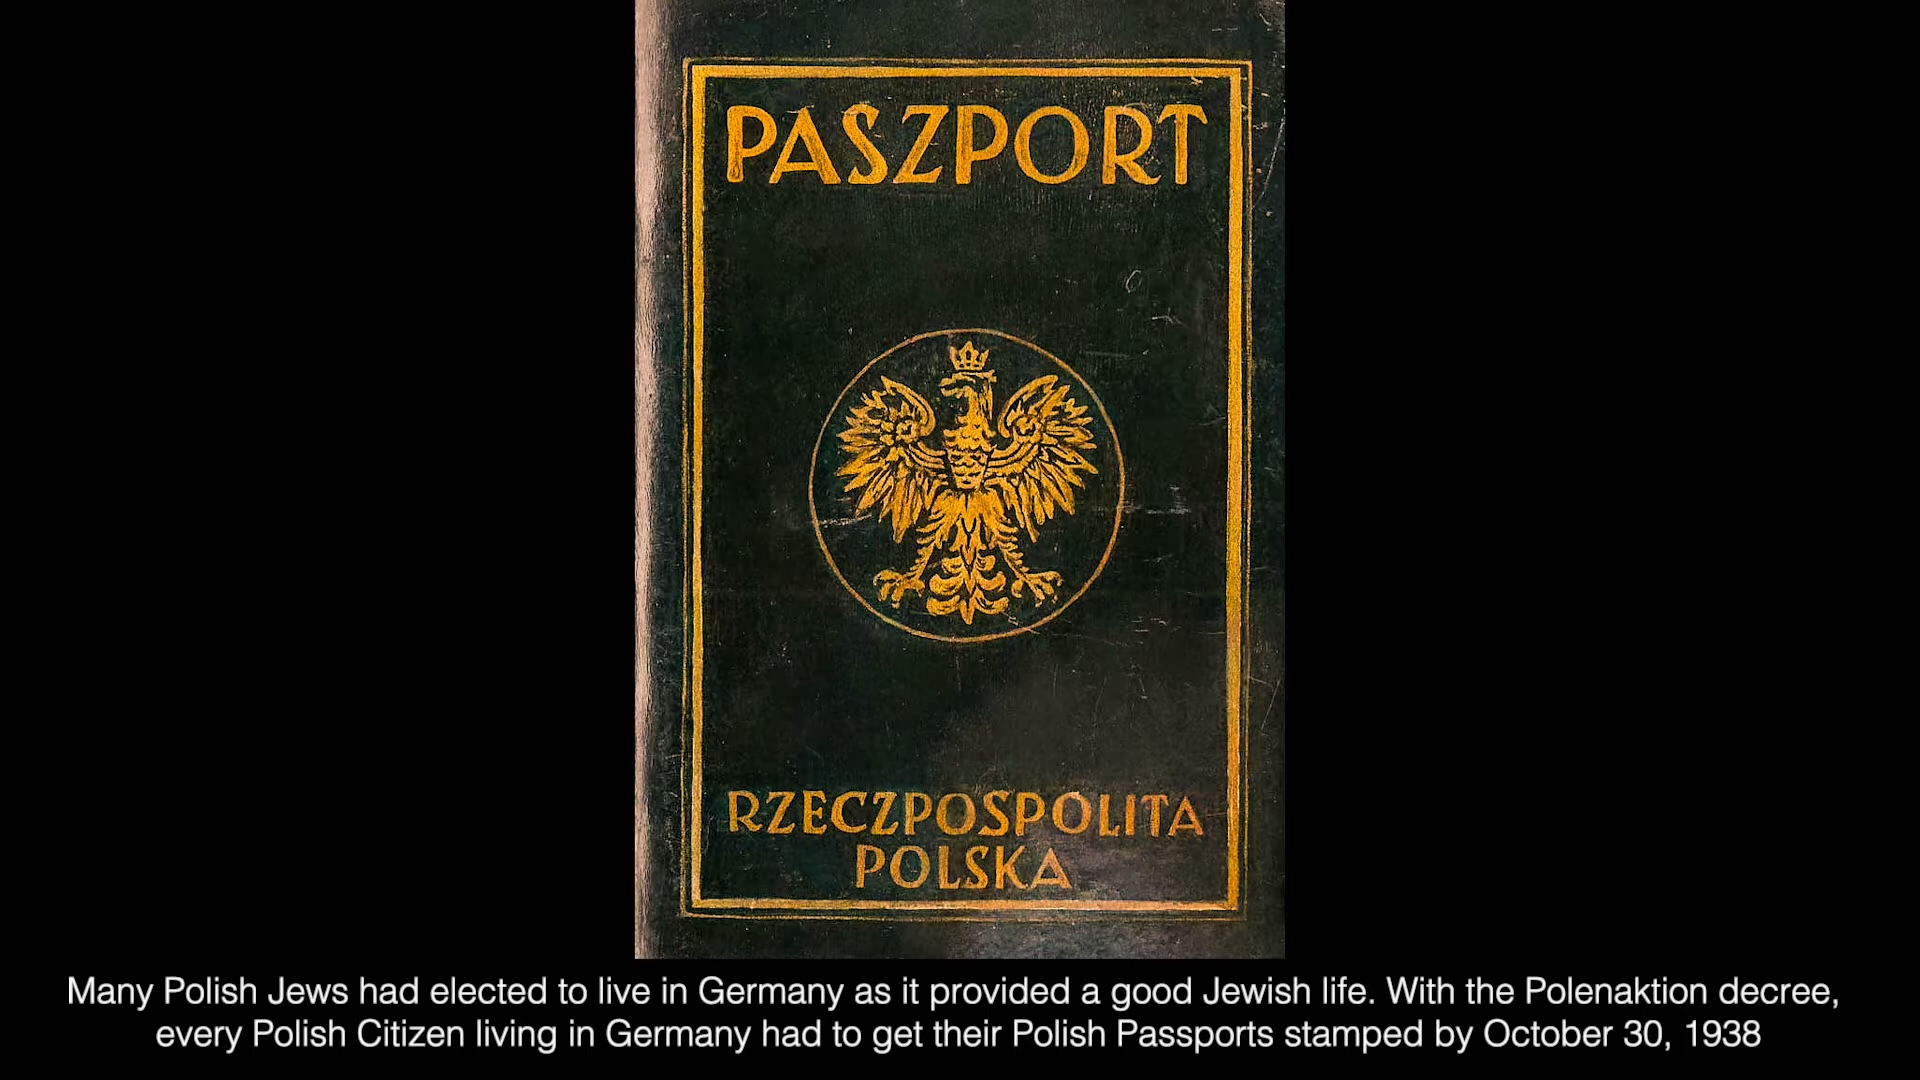 PASZPORT
RZECZPOSPOLITA
POLSKA
Many Polish Jews had elected to live in Germany as it provided a good Jewish life. With the Polenaktion decree,
every Polish Citizen living in Germany had to get their Polish Passports stamped by October 30, 1938